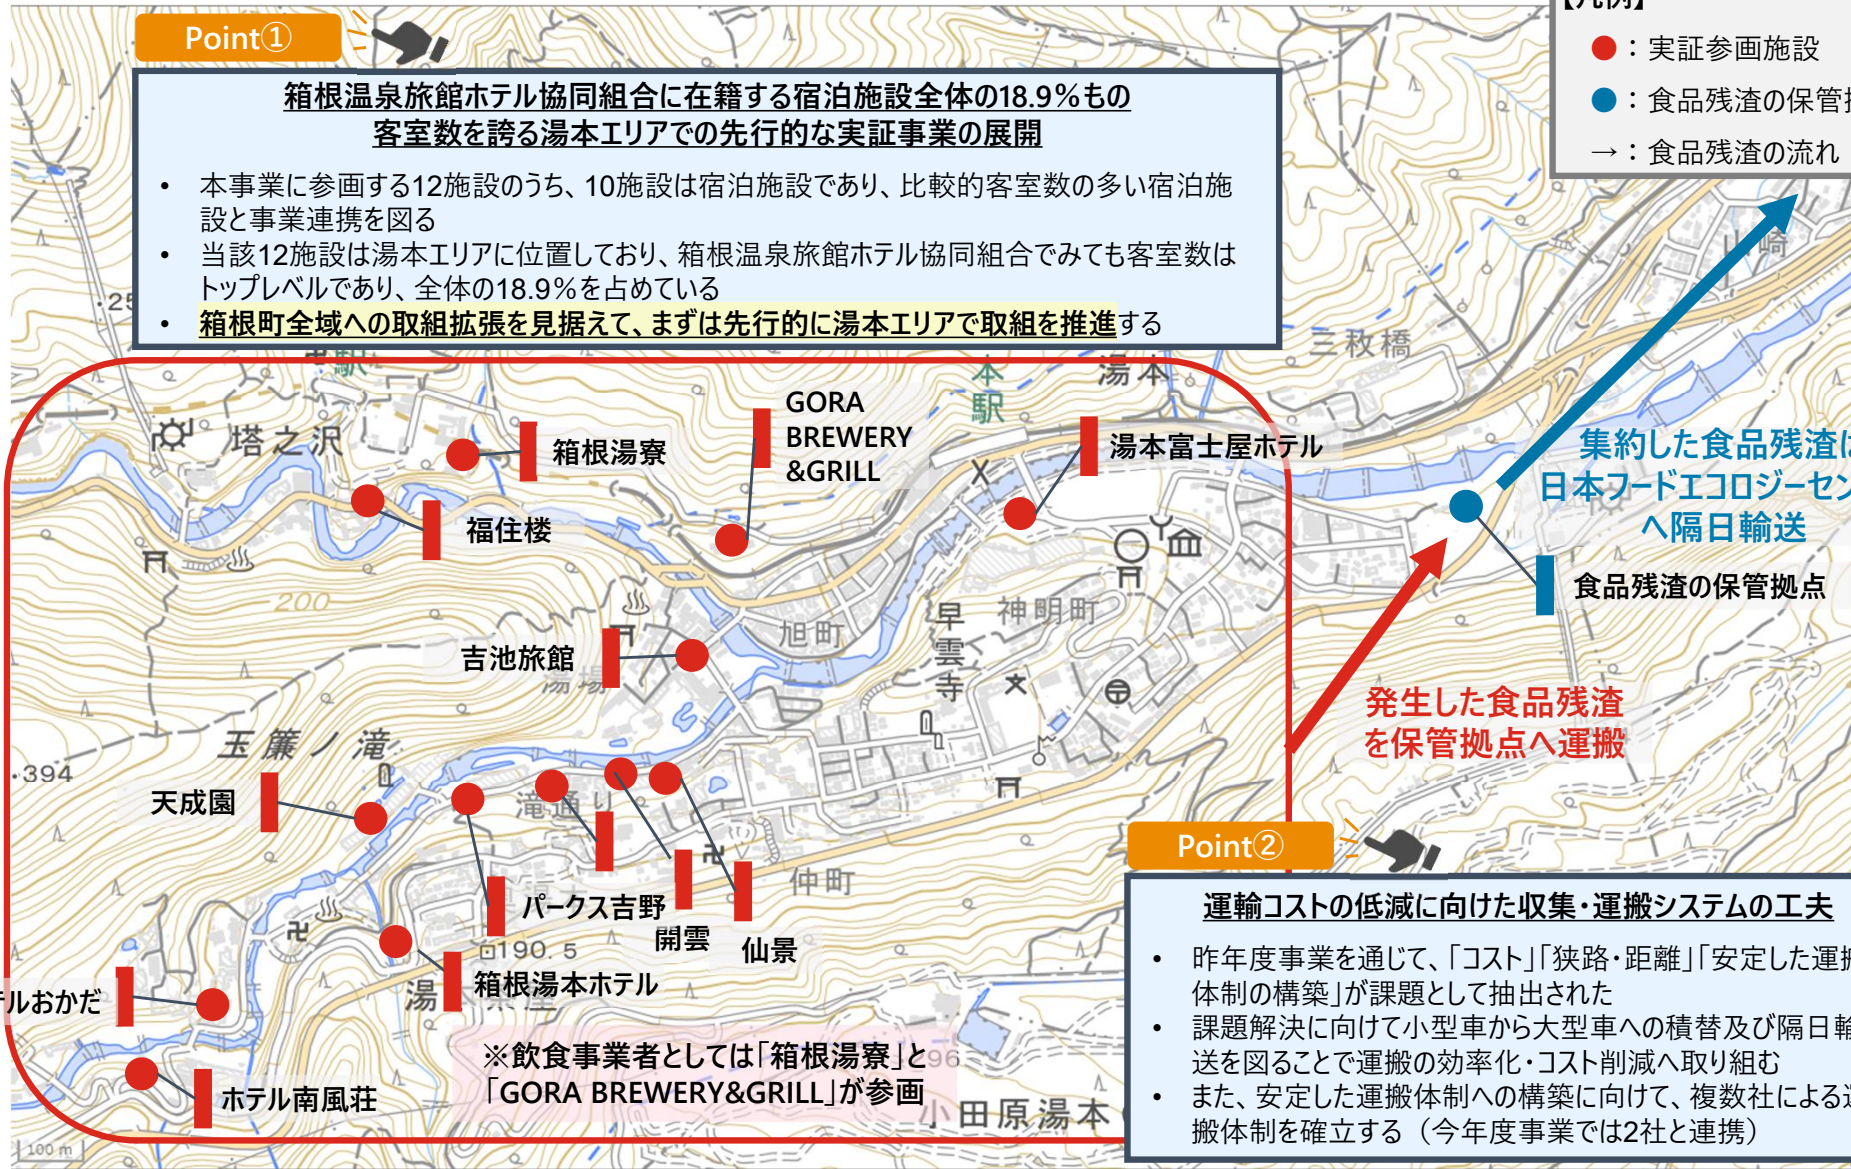 Point①
箱根温泉旅館ホテル協同組合に在籍する宿泊施設全体の18.9%もの
客室数を誇る湯本エリアでの先行的な実証事業の展開
• 本事業に参画する12施設のうち、10施設は宿泊施設であり、比較的客室数の多い宿泊施
設と事業連携を図る
• 当該12施設は湯本エリアに位置しており、箱根温泉旅館ホテル協同組合でみても客室数は
トップレベルであり、全体の18.9%を占めている
• 箱根町全域への取組拡張を見据えて、まずは先行的に湯本エリアで取組を推進する
【凡例】
●：実証参画施設
●：食品残渣の保管
→：食品残渣の流れ
山崎
三枚橋
湯本
本駅
駅
塔之沢
箱根湯寮
GORA
BREWERY
&GRILL
湯本富士屋ホテル
福住楼
集約した食品残渣は
日本フードエコロジーセン
へ隔日輸送
食品残渣の保管拠点
200
旭町
神明町
早雲寺
吉池旅館
湯場
発生した食品残渣
を保管拠点へ運搬
玉簾ノ滝
・394
天成園
滝通り
仲町
パークス吉野
開雲
仙景
190.5
箱根湯本ホテル
湯
テルおかだ
ホテル南風荘
※飲食事業者としては「箱根湯寮」と
「GORA BREWERY&GRILL」が参画
96
小田原湯本
100 m
Point②
運輸コストの低減に向けた収集・運搬システムの工夫
• 昨年度事業を通じて、「コスト」「狭路・距離」「安定した運搬
体制の構築」が課題として抽出された
• 課題解決に向けて小型車から大型車への積替及び隔日輸
送を図ることで運搬の効率化・コスト削減へ取り組む
• また、安定した運搬体制への構築に向けて、複数社による運
搬体制を確立する（今年度事業では2社と連携）